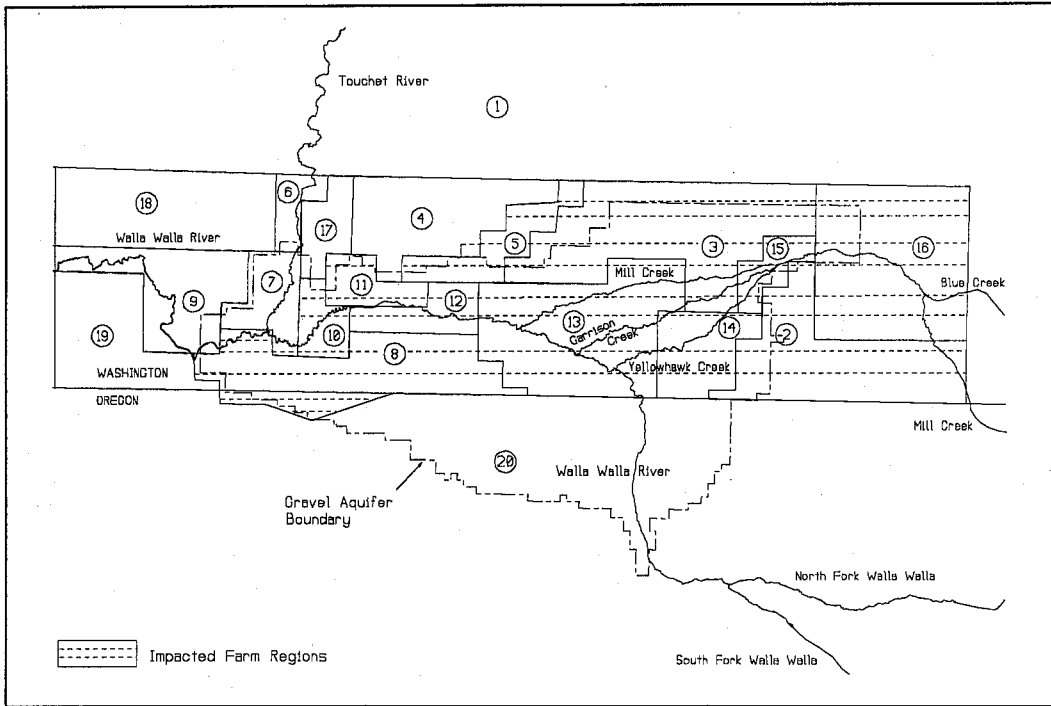 Touchet River
1
6
18
17
4
5
3
15
16
Walla Walla River
Mill Creek
7
11
12
Blue Creek
9
13
Garrison
Creek
14
2
19
10
8
Yellowhawk Creek
WASHINGTON
OREGON
Mill Creek
20
Walla Walla River
Gravel Aquifer
Boundary
North Fork Walla Walla
Impacted Farm Regions
South Fork Walla Walla